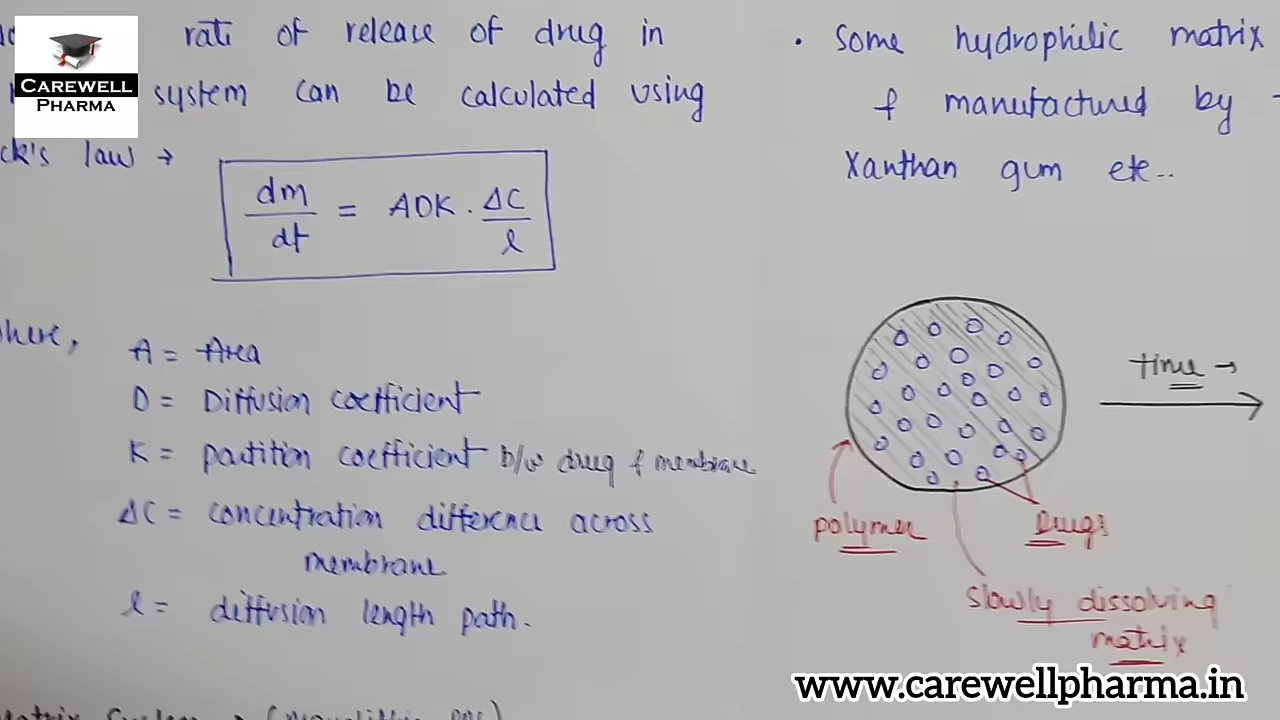 rate of release of drug in
system can be calculated using
ck's law →
dm/dt = ADK · ΔC/l
here,
A = Area
D = Diffusion coefficient
K = partition coefficient b/w drug & membrane
ΔC = concentration difference across
membrane
l = diffusion length path.
CAREWELL
PHARMA
• Some hydrophilic matrix
& manufactured by
Xanthan gum etc..
time →
polymer
Drugs
Slowly dissolving
matrix
www.carewellpharma.in